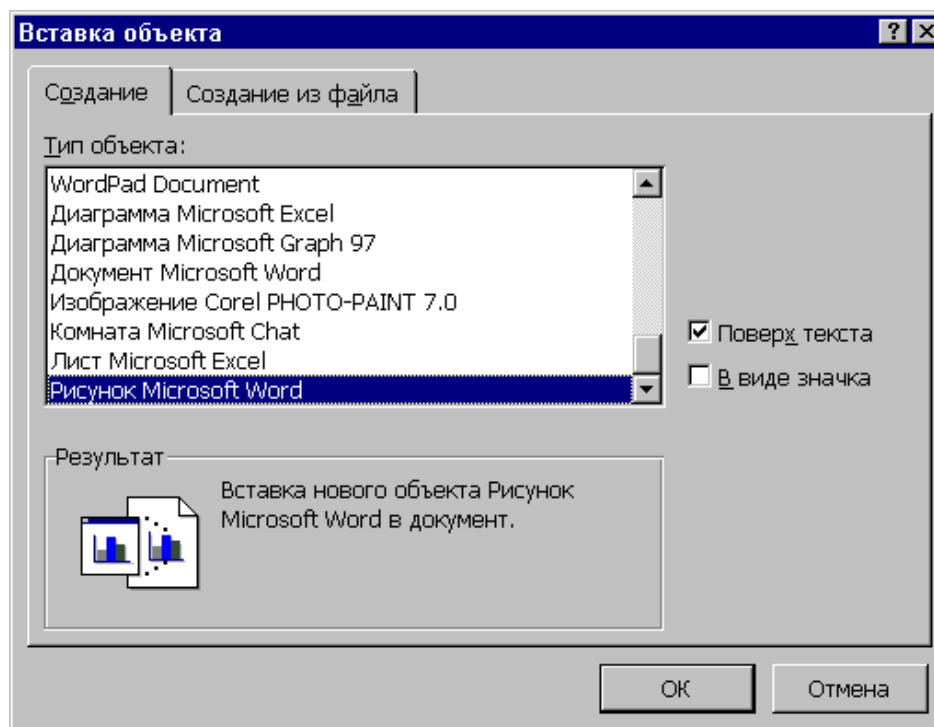 Вставка объекта
Создание
Создание из файла
Тип объекта:
WordPad Document
Диаграмма Microsoft Excel
Диаграмма Microsoft Graph 97
Документ Microsoft Word
Изображение Corel PHOTO-PAINT 7.0
Комната Microsoft Chat
Лист Microsoft Excel
Рисунок Microsoft Word
Поверх текста
В виде значка
Результат
Вставка нового объекта Рисунок
Microsoft Word в документ.
ОК
Отмена